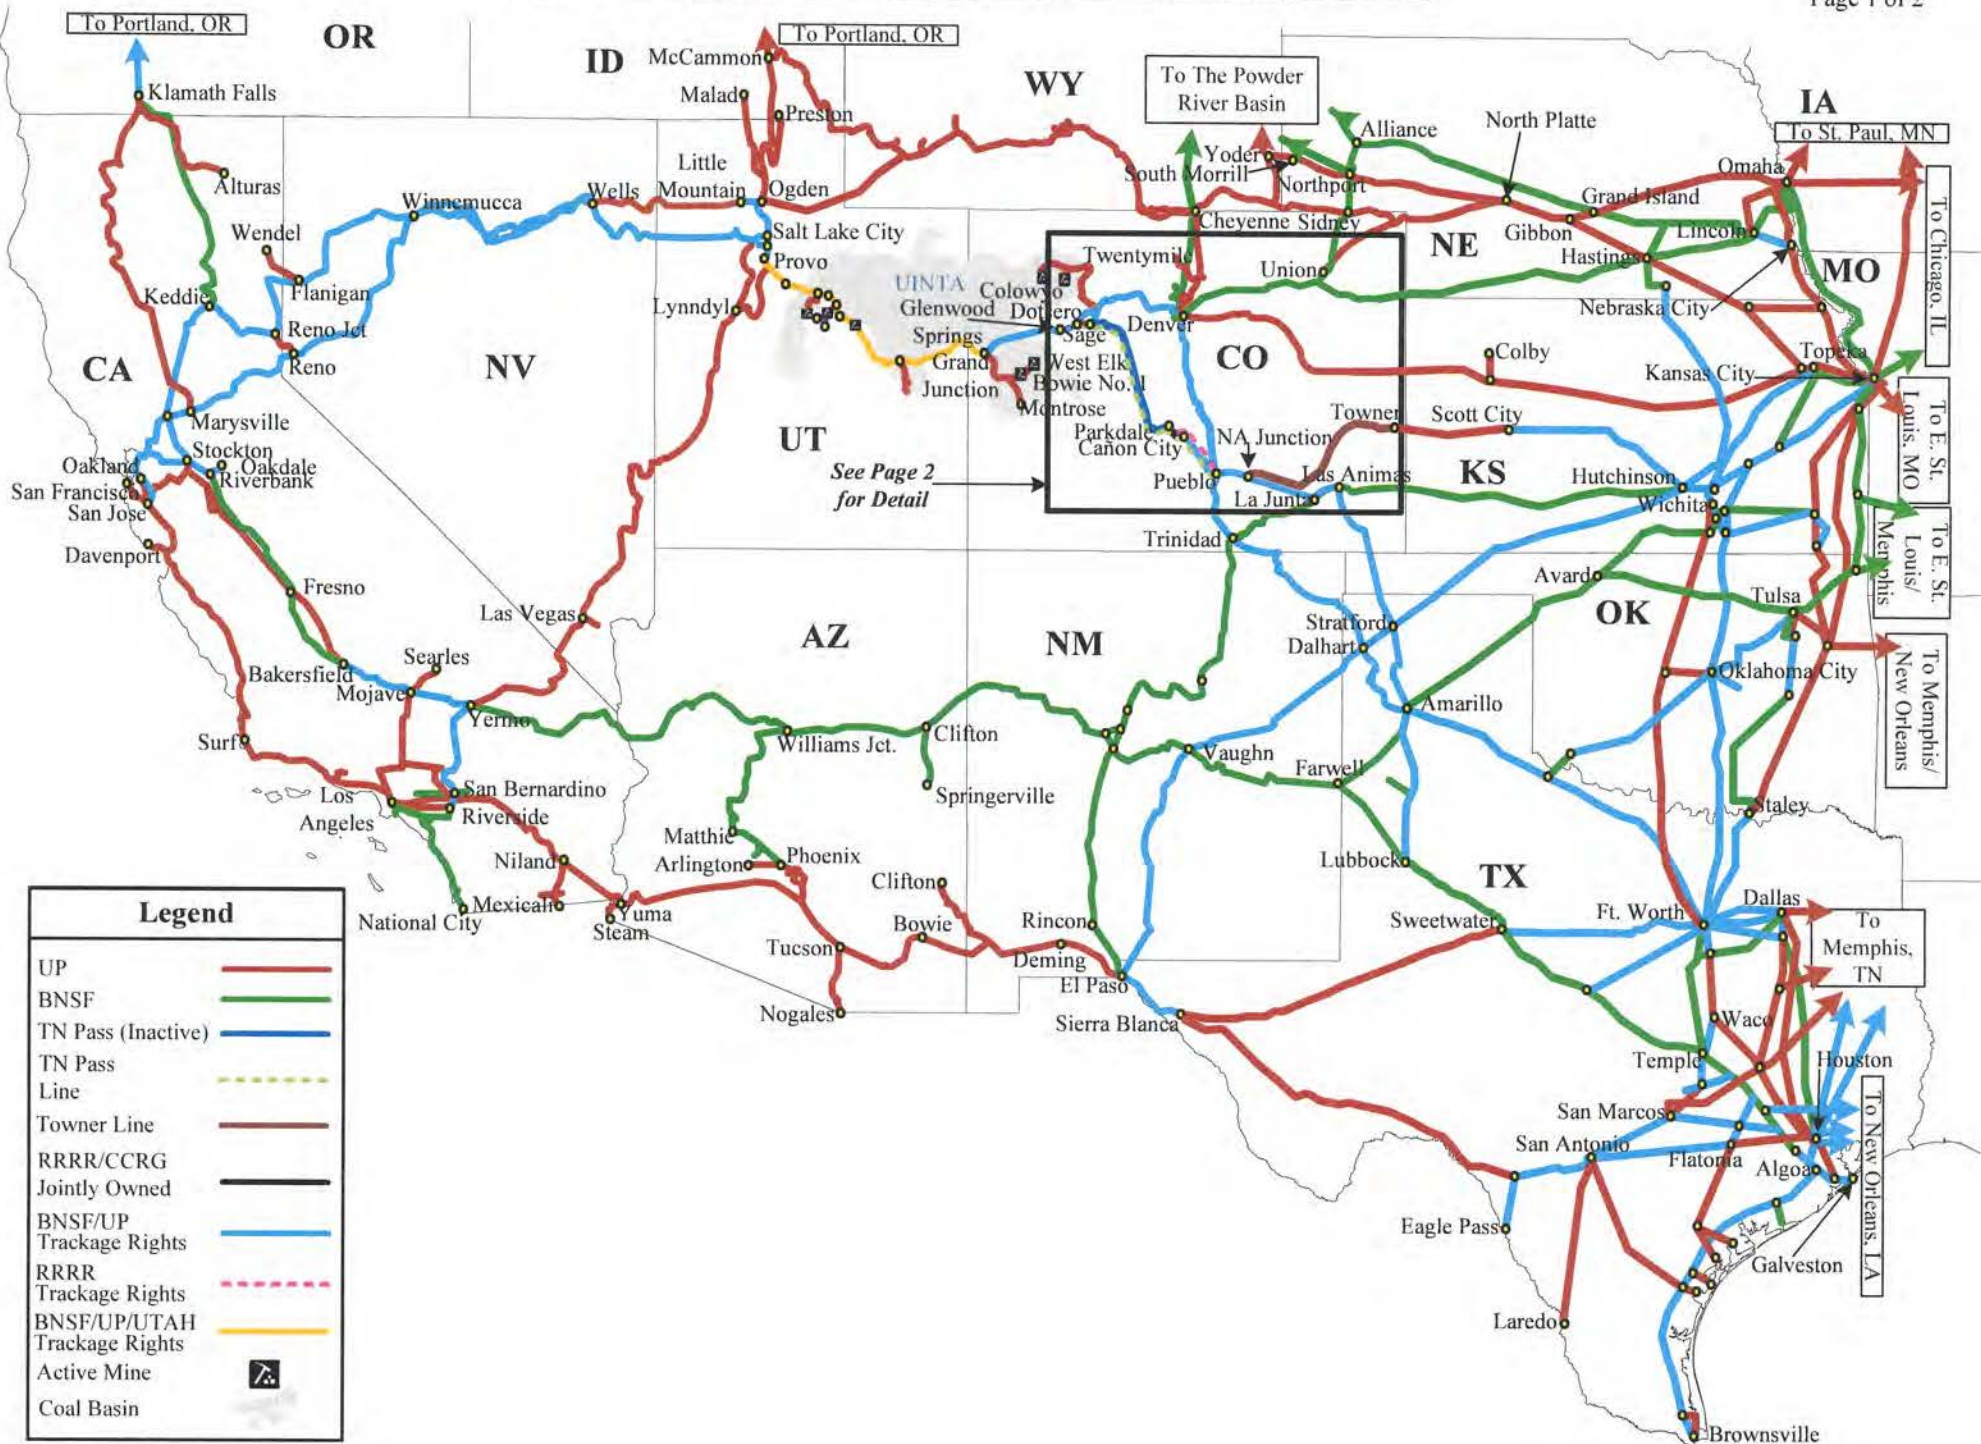 Page 1 of 2
To Portland, OR
OR
ID
To Portland, OR
McCammon
Malad
Preston
WY
To The Powder
River Basin
IA
To St. Paul, MN
Klamath Falls
Alturas
Little
Mountain
Ogden
Yoder
South Morrill
Northport
Alliance
North Platte
Omaha
To Chicago, IL
Winnemucca
Wells
Wendel
Salt Lake City
Provo
Cheyenne
Sidney
Grand Island
Gibbon
Lincoln
NE
Hastings
MO
Nebraska City
Keddie
Flanigan
Reno Jct
Reno
Lynndyl
UINTA
Twentymile
Colowyo
Glenwood
Springs
Dotsero
Sage
Denver
Union
CA
NV
CO
Colby
Topeka
Kansas City
Grand
Junction
West Elk
Bowie No. 1
Montrose
UT
Marysville
Stockton
Oakland
Oakdale
Riverbank
San Francisco
San Jose
Davenport
See Page 2
for Detail
Parkdale
Cañon City
NA Junction
Towner
Scott City
Pueblo
La Junta
Las Animas
KS
Hutchinson
Wichita
To E. St.
Louis, MO
To E. St.
Louis/
Memphis
Trinidad
Fresno
Las Vegas
Avard
Tulsa
OK
AZ
NM
Stratford
Dalhart
Bakersfield
Searles
Mojave
Yermo
Oklahoma City
To Memphis/
New Orleans
Amarillo
Surf
Williams Jct.
Clifton
Springerville
Vaughn
Farwell
San Bernardino
Riverside
Los
Angeles
Staley
Matthie
Arlington
Phoenix
Lubbock
Niland
Clifton
TX
National City
Mexicali
Yuma
Steam
Bowie
Tucson
Rincon
Deming
Sweetwater
Ft. Worth
Dallas
To
Memphis,
TN
El Paso
Sierra Blanca
Nogales
Waco
Temple
Houston
San Marcos
San Antonio
Flatonia
Algoa
To New Orleans, LA
Eagle Pass
Galveston
Laredo
Brownsville
Legend
UP
BNSF
TN Pass (Inactive)
TN Pass
Line
Towner Line
RRRR/CCRG
Jointly Owned
BNSF/UP
Trackage Rights
RRRR
Trackage Rights
BNSF/UP/UTAH
Trackage Rights
Active Mine
Coal Basin